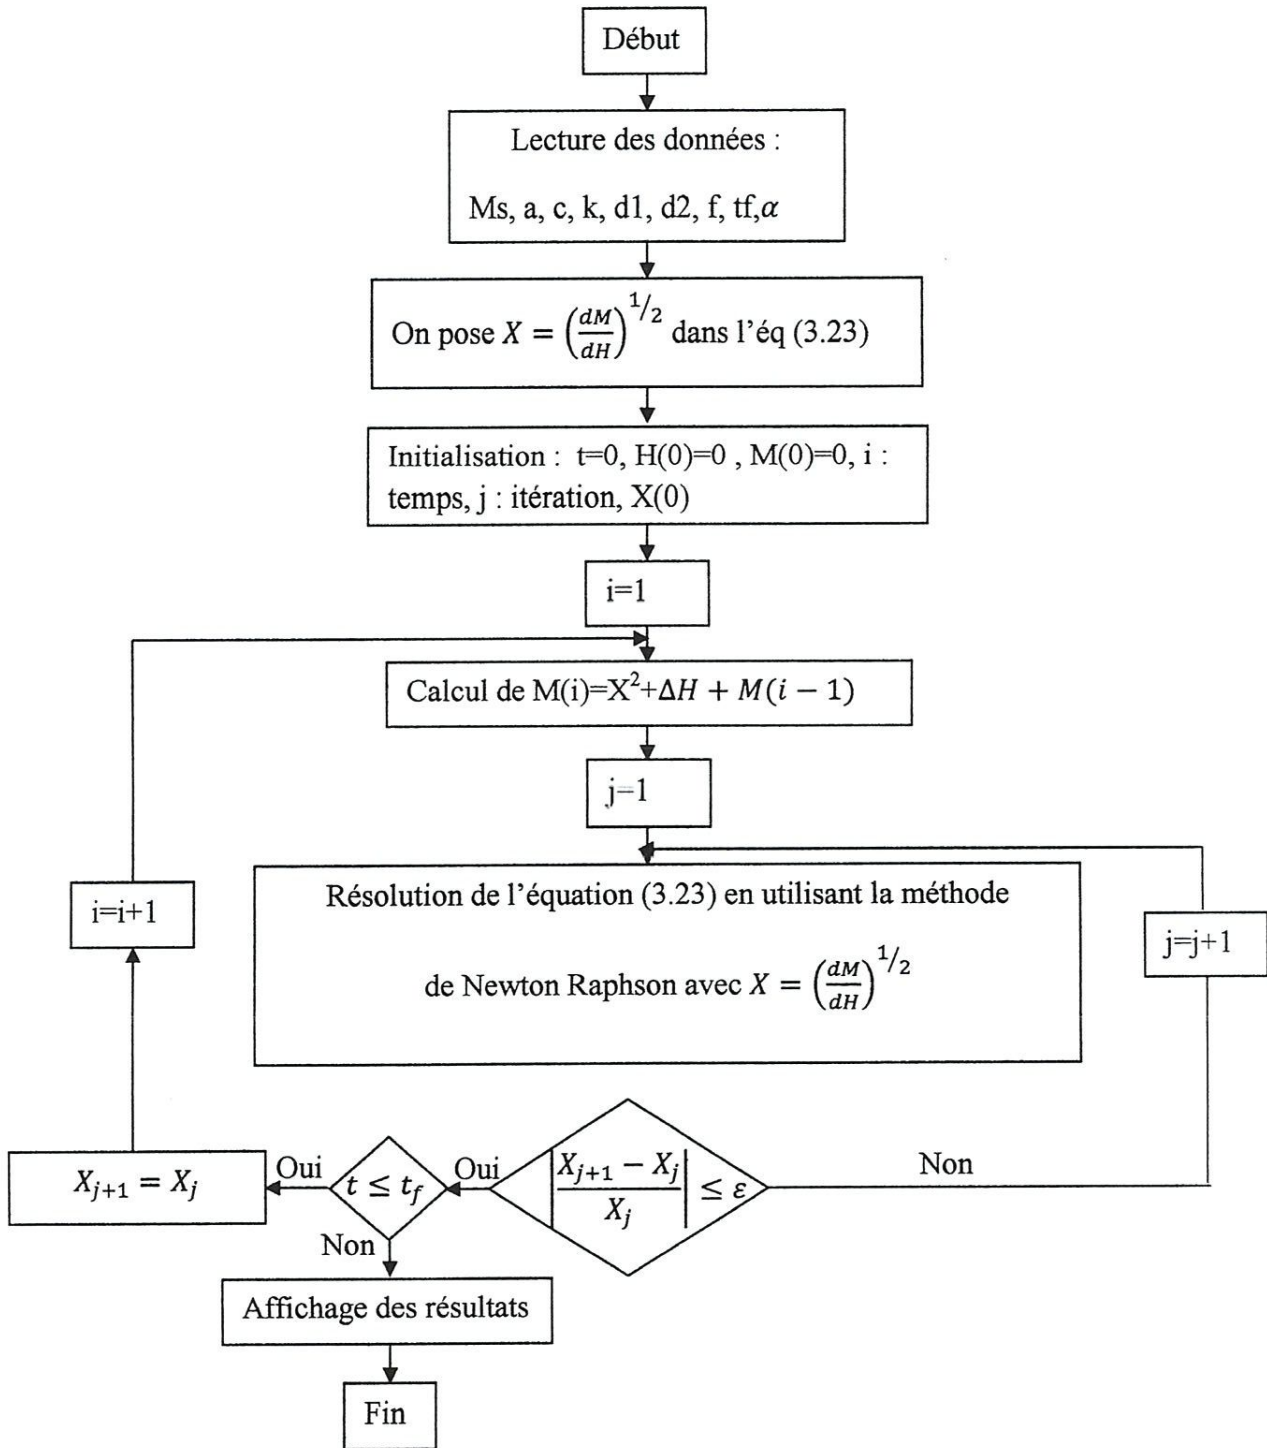 Début
Lecture des données :
Ms, a, c, k, d1, d2, f, tf,α
On pose X = (dM/dH)^1/2 dans l'éq (3.23)
Initialisation : t=0, H(0)=0 , M(0)=0, i :
temps, j : itération, X(0)
i=1
Calcul de M(i)=X²+ΔH + M(i − 1)
j=1
Résolution de l'équation (3.23) en utilisant la méthode
de Newton Raphson avec X = (dM/dH)^1/2
i=i+1
j=j+1
X_{j+1} = X_j
Oui
t ≤ t_f
Oui
|(X_{j+1} − X_j)/X_j| ≤ ε
Non
Non
Affichage des résultats
Fin